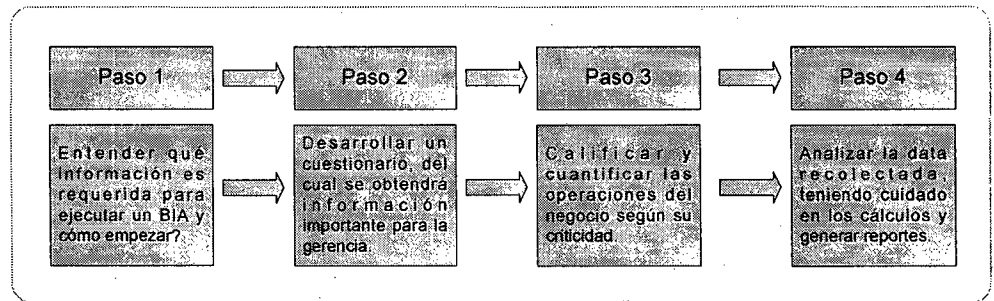 Paso 1
Paso 2
Paso 3
Paso 4
Entender qué
información es
requerida para
ejecutar un BIA y
cómo empezar?
Desarrollar un
cuestionario, del
cual se obtendrá
información
importante para la
gerencia.
Calificar y
cuantificar las
operaciones del
negocio según su
criticidad.
Analizar la data
recolectada,
teniendo cuidado
en los cálculos y
generar reportes.